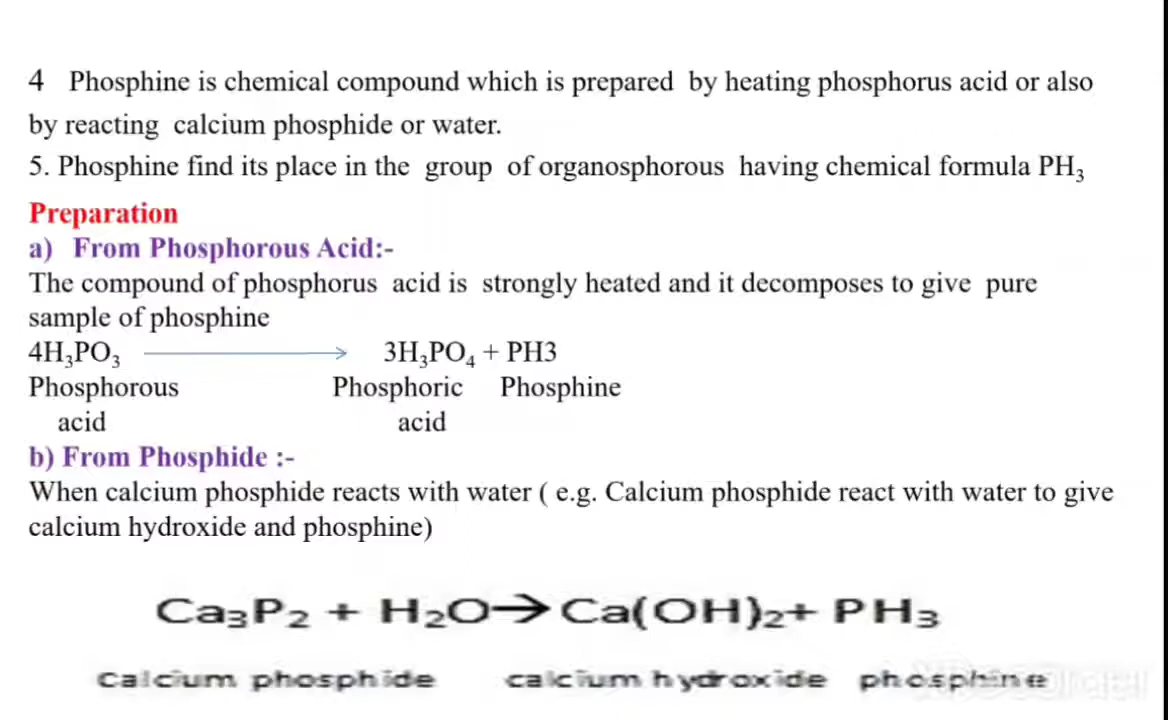 4 Phosphine is chemical compound which is prepared by heating phosphorus acid or also
by reacting calcium phosphide or water.
5. Phosphine find its place in the group of organosphorous having chemical formula PH₃
Preparation
a) From Phosphorous Acid:-
The compound of phosphorus acid is strongly heated and it decomposes to give pure
sample of phosphine
4H₃PO₃ → 3H₃PO₄ + PH3
Phosphorous Phosphoric Phosphine
acid acid
b) From Phosphide :-
When calcium phosphide reacts with water ( e.g. Calcium phosphide react with water to give
calcium hydroxide and phosphine)
Ca₃P₂ + H₂O→Ca(OH)₂+ PH₃
Calcium phosphide calcium hydroxide phosphine